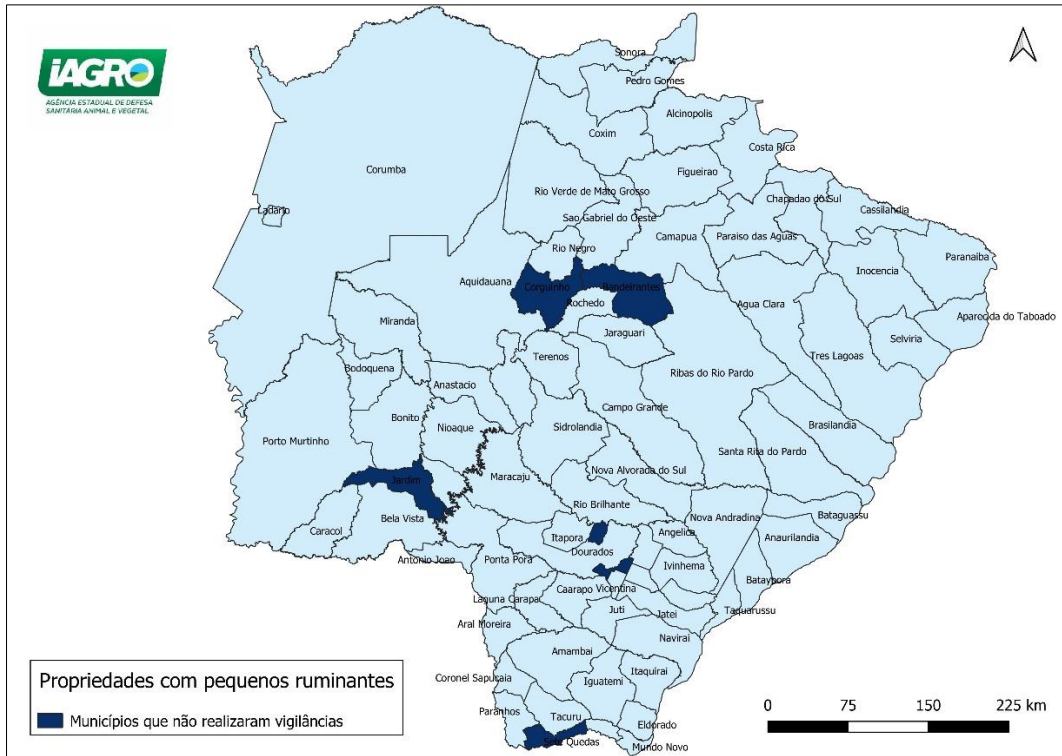 iAGRO
AGÊNCIA ESTADUAL DE DEFESA
SANITÁRIA ANIMAL E VEGETAL
Sonora
Pedro Gomes
Alcinopolis
Coxim
Costa Rica
Corumba
Figueirao
Rio Verde de Mato Grosso
Chapadao do Sul
Cassilandia
Ladario
Sao Gabriel do Oeste
Camapua
Paraiso das Aguas
Rio Negro
Paranaiba
Inocencia
Aquidauana
Corguinho
Bandeirantes
Rochedo
Agua Clara
Aparecida do Taboado
Miranda
Jaraguari
Selviria
Terenos
Tres Lagoas
Bodoquena
Ribas do Rio Pardo
Anastacio
Campo Grande
Bonito
Nioaque
Sidrolandia
Brasilandia
Porto Murtinho
Santa Rita do Pardo
Nova Alvorada do Sul
Maracaju
Jardim
Rio Brilhante
Bela Vista
Nova Andradina
Bataguassu
Caracol
Itapora
Angelica
Anaurilandia
Dourados
Antonio Joao
Ponta Pora
Ivinhema
Batayporа
Caarapo
Vicentina
Laguna Carapa
Juti
Jatei
Taquarussu
Aral Moreira
Navirai
Amambai
Itaquirai
Coronel Sapucaia
Iguatemi
Paranhos
Tacuru
Eldorado
Sete Quedas
Mundo Novo
Propriedades com pequenos ruminantes
Municípios que não realizaram vigilâncias
0 75 150 225 km